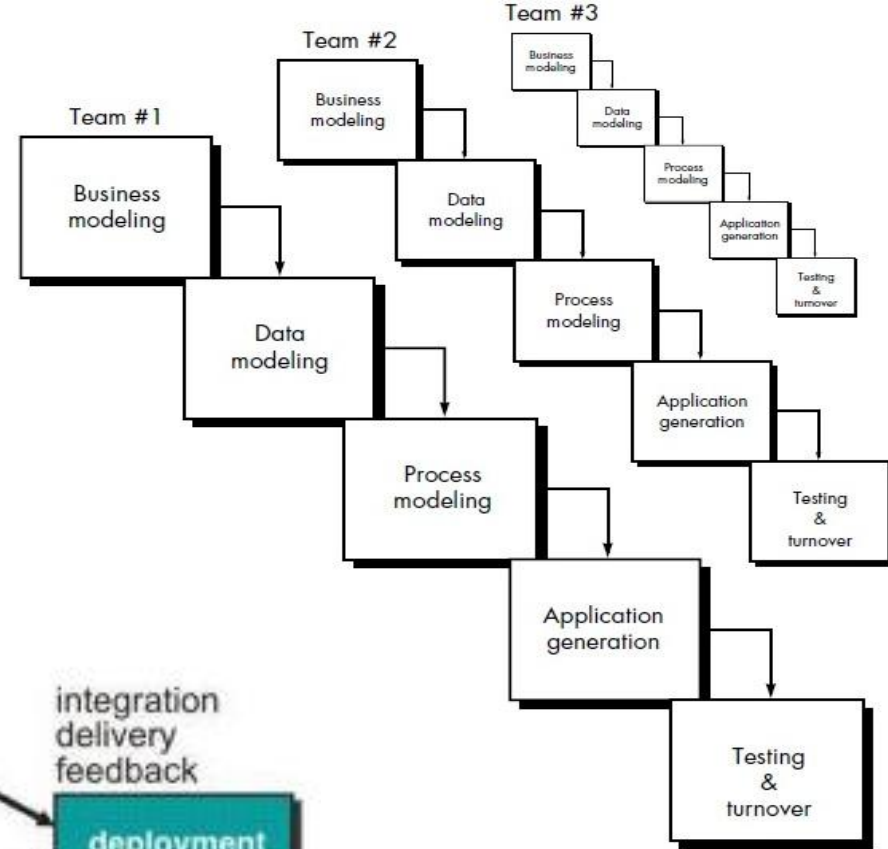 Team #1
Business
modeling
Data
modeling
Process
modeling
Application
generation
Testing
&
turnover
Team #2
Business
modeling
Data
modeling
Process
modeling
Application
generation
Testing
&
turnover
Team #3
Business
modeling
Data
modeling
Process
modeling
Application
generation
Testing
&
turnover
integration
delivery
feedback
deployment